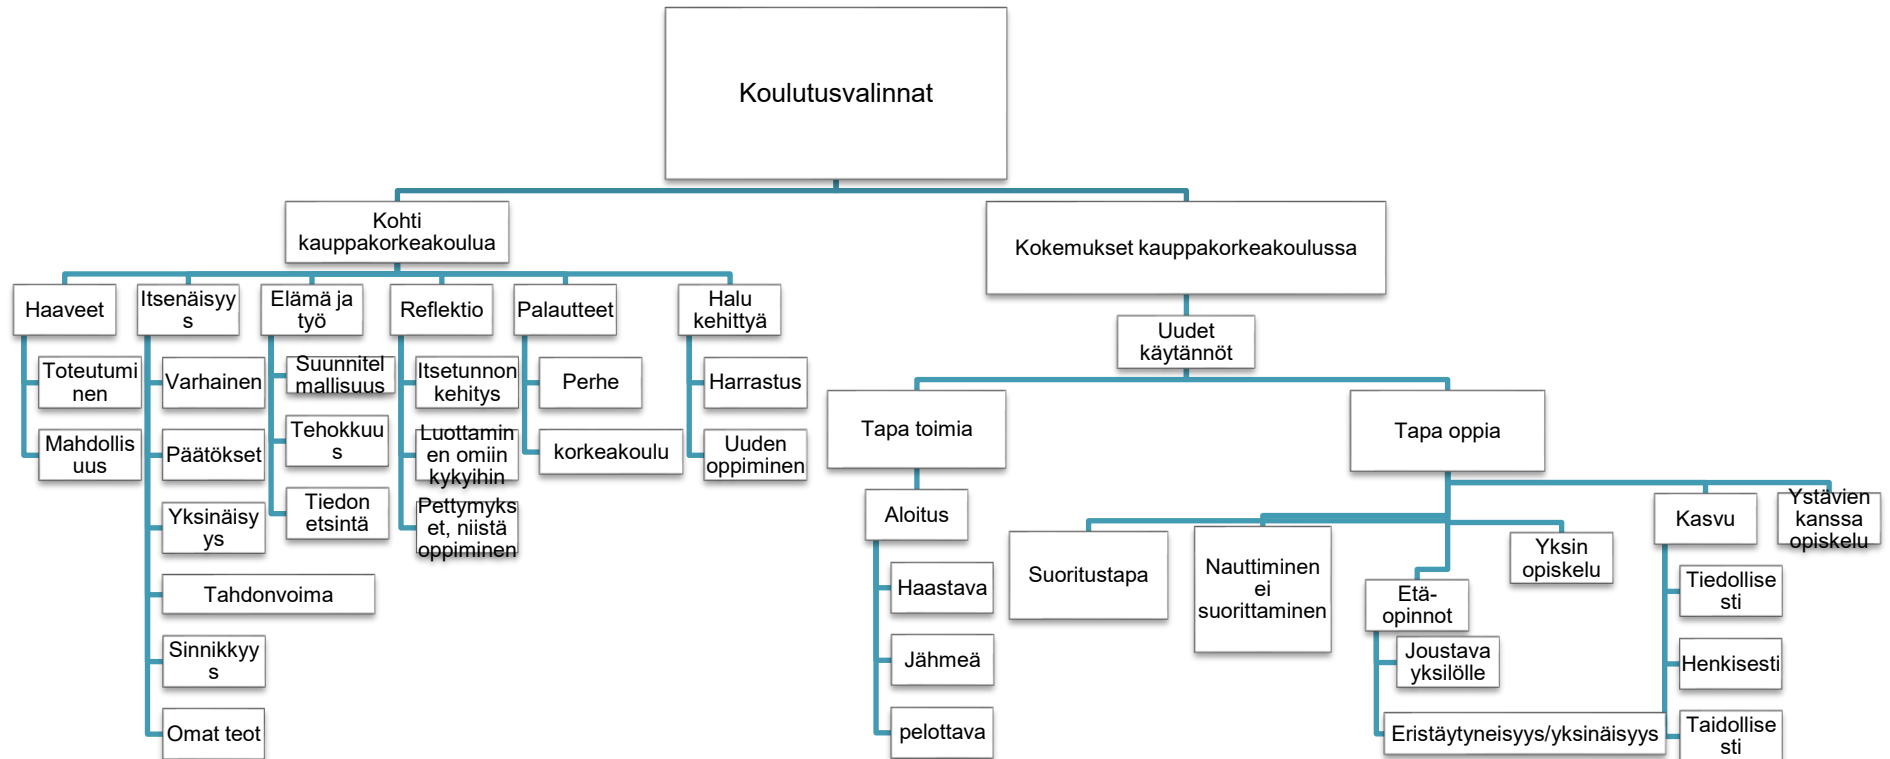 Koulutusvalinnat
Kohti
kauppakorkeakoulua
Kokemukset kauppakorkeakoulussa
Haaveet
Toteutumi
nen
Mahdollis
uus
Itsenäisyy
s
Varhainen
Päätökset
Yksinäisy
ys
Tahdonvoima
Sinnikkyy
s
Omat teot
Elämä ja
työ
Suunnitel
mallisuus
Tehokkuu
s
Tiedon
etsintä
Reflektio
Itsetunnon
kehitys
Luottamin
en omiin
kykyihin
Pettymyks
et, niistä
oppiminen
Palautteet
Perhe
korkeakoulu
Halu
kehittyä
Harrastus
Uuden
oppiminen
Uudet
käytännöt
Tapa toimia
Aloitus
Haastava
Jähmeä
pelottava
Tapa oppia
Suoritustapa
Nauttiminen
ei
suorittaminen
Etä-
opinnot
Joustava
yksilölle
Eristäytyneisyys/yksinäisyys
Yksin
opiskelu
Kasvu
Tiedollise
sti
Henkisesti
Taidollise
sti
Ystävien
kanssa
opiskelu